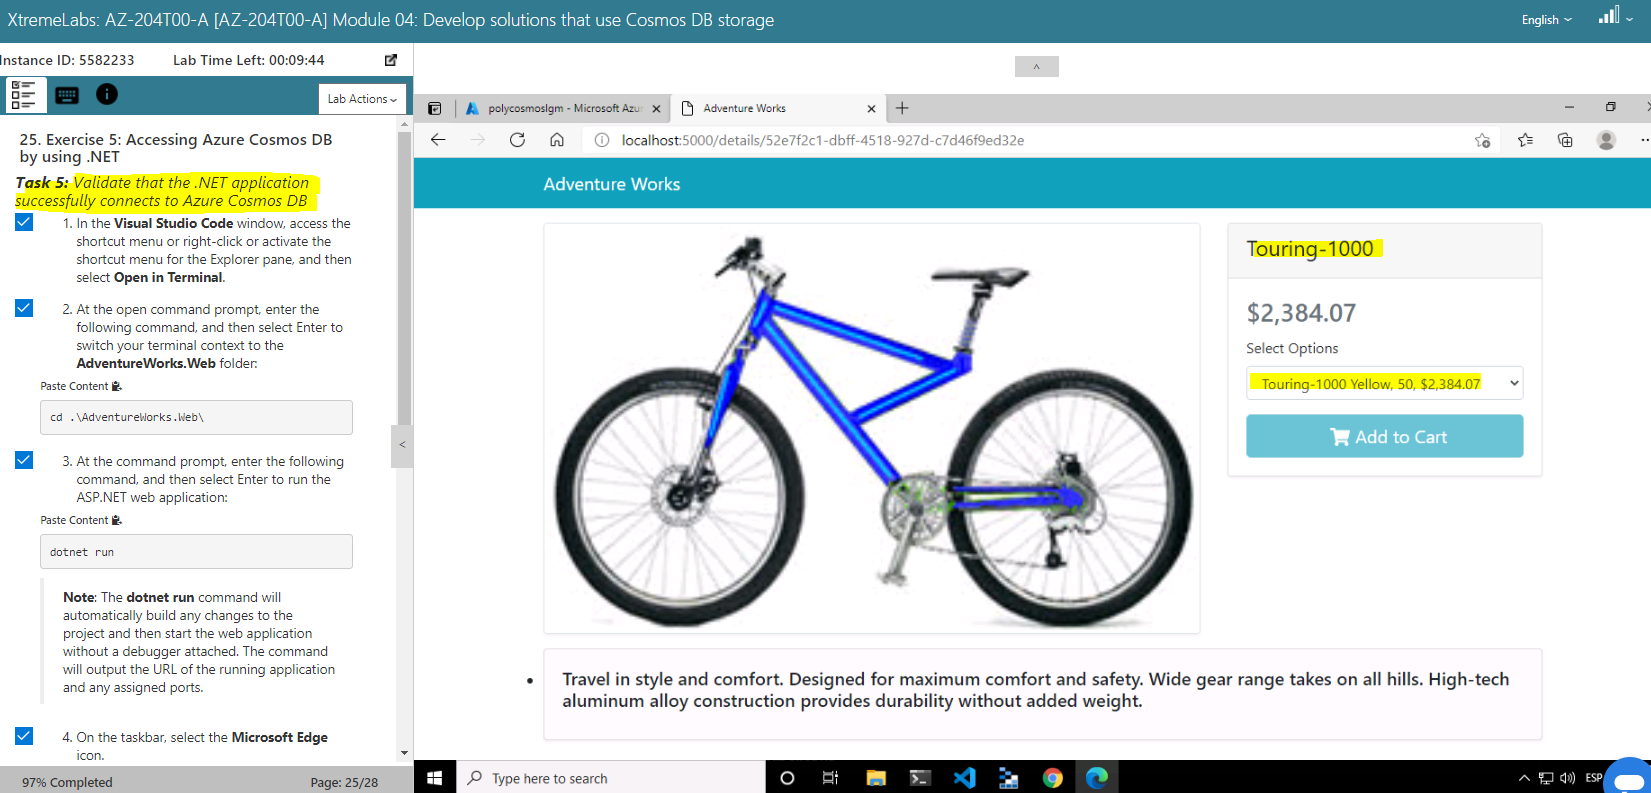 XtremeLabs: AZ-204T00-A [AZ-204T00-A] Module 04: Develop solutions that use Cosmos DB storage
English
Instance ID: 5582233
Lab Time Left: 00:09:44
Lab Actions
25. Exercise 5: Accessing Azure Cosmos DB
by using .NET
Task 5: Validate that the .NET application
successfully connects to Azure Cosmos DB
1. In the Visual Studio Code window, access the
shortcut menu or right-click or activate the
shortcut menu for the Explorer pane, and then
select Open in Terminal.
2. At the open command prompt, enter the
following command, and then select Enter to
switch your terminal context to the
AdventureWorks.Web folder:
Paste Content
cd .\AdventureWorks.Web\
3. At the command prompt, enter the following
command, and then select Enter to run the
ASP.NET web application:
Paste Content
dotnet run
Note: The dotnet run command will
automatically build any changes to the
project and then start the web application
without a debugger attached. The command
will output the URL of the running application
and any assigned ports.
4. On the taskbar, select the Microsoft Edge
icon.
97% Completed
Page: 25/28
polycosmoslgm - Microsoft Azur
Adventure Works
localhost:5000/details/52e7f2c1-dbff-4518-927d-c7d46f9ed32e
Adventure Works
Touring-1000
$2,384.07
Select Options
Touring-1000 Yellow, 50, $2,384.07
Add to Cart
Travel in style and comfort. Designed for maximum comfort and safety. Wide gear range takes on all hills. High-tech
aluminum alloy construction provides durability without added weight.
Type here to search
ESP